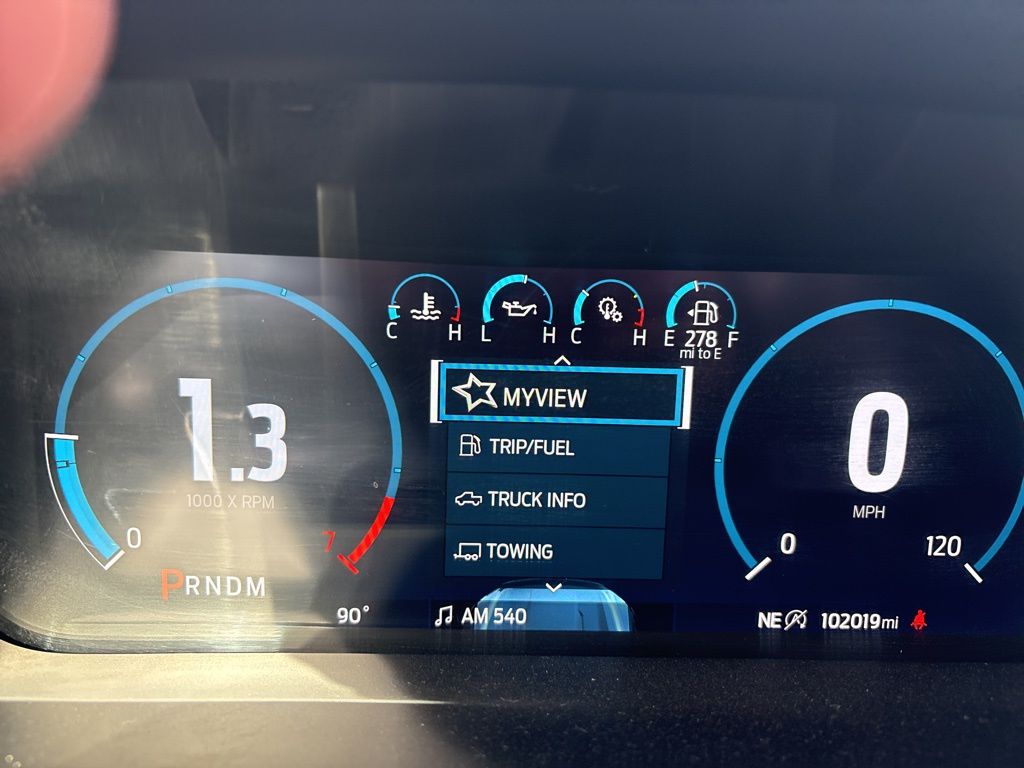 C H
L H
C H
E 278 F
mi to E
MYVIEW
TRIP/FUEL
TRUCK INFO
TOWING
1.3
1000 X RPM
0
7
PRNDM
90°
AM 540
0
MPH
0
120
NE
102019mi